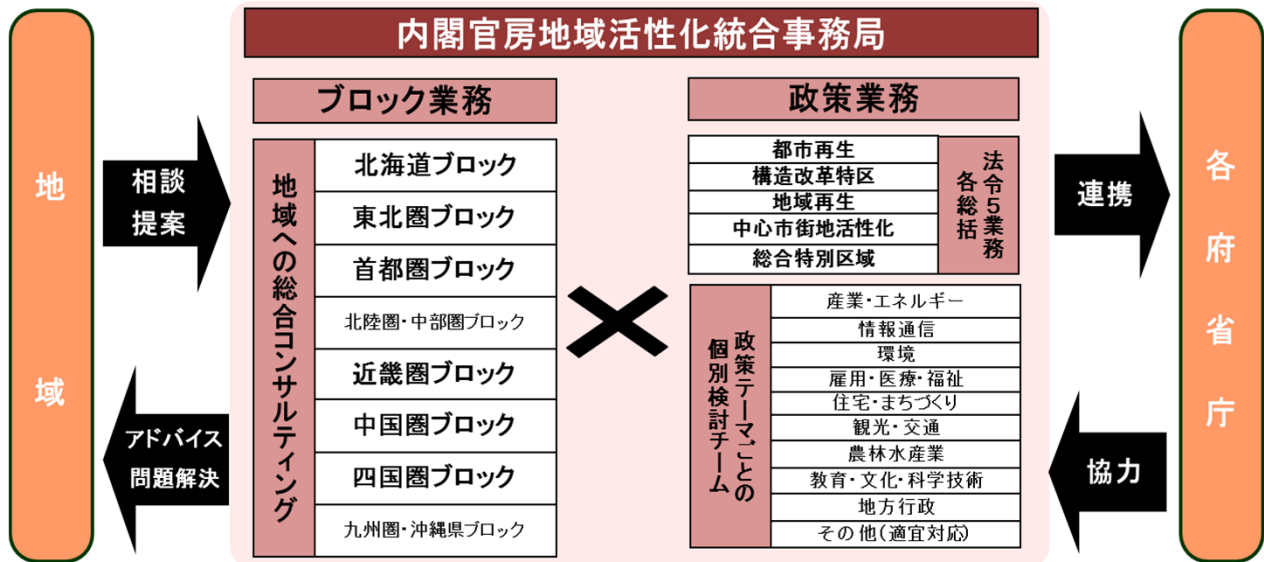 内閣官房地域活性化統合事務局
地域
相談
提案
アドバイス
問題解決
ブロック業務
地域への総合コンサルティング
北海道ブロック
東北圏ブロック
首都圏ブロック
北陸圏・中部圏ブロック
近畿圏ブロック
中国圏ブロック
四国圏ブロック
九州圏・沖縄県ブロック
政策業務
都市再生
構造改革特区
地域再生
中心市街地活性化
総合特別区域
法令5業務
各総括
政策テーマごとの
個別検討チーム
産業・エネルギー
情報通信
環境
雇用・医療・福祉
住宅・まちづくり
観光・交通
農林水産業
教育・文化・科学技術
地方行政
その他(適宜対応)
連携
協力
各府省庁